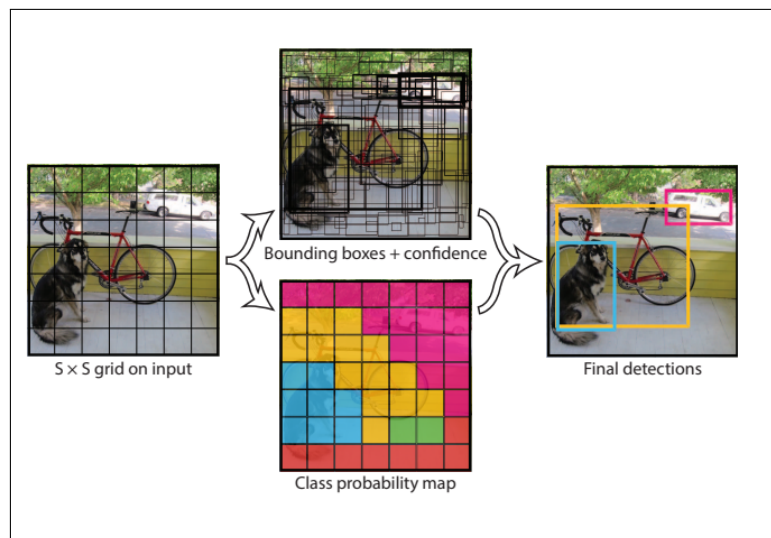 Bounding boxes + confidence
S × S grid on input
Final detections
Class probability map